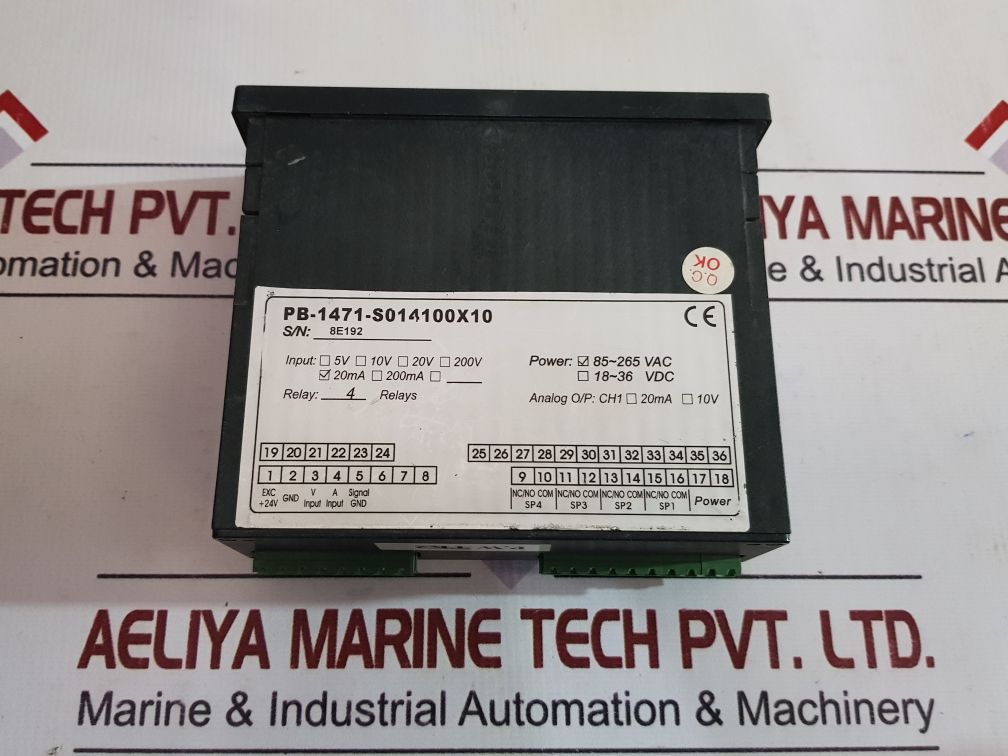 TECH PVT.
omation & Mac
LIYA MARINE
e & Industrial A
Q.C.
OK
PB-1471-S014100X10
CE
S/N: 8E192
Input: ☐ 5V ☐ 10V ☐ 20V ☐ 200V
☑ 20mA ☐ 200mA ☐ ____
Relay: 4 Relays
Power: ☑ 85~265 VAC
☐ 18~36 VDC
Analog O/P: CH1 ☐ 20mA ☐ 10V
19 20 21 22 23 24
1 2 3 4 5 6 7 8
EXC +24V GND V Input A Input Signal GND
25 26 27 28 29 30 31 32 33 34 35 36
9 10 11 12 13 14 15 16 17 18
NC/NO COM NC/NO COM NC/NO COM NC/NO COM Power
SP4 SP3 SP2 SP1
AELIYA MARINE TECH PVT. LTD.
Marine & Industrial Automation & Machinery